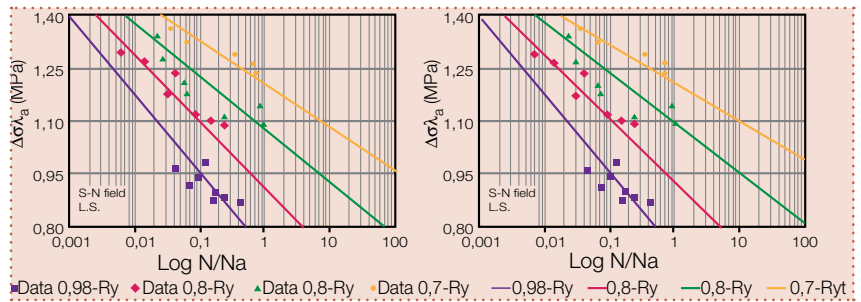 1,40
1,25
1,10
0,95
0,80
Δσλa (MPa)
S-N field
L.S.
0,001 0,01 0,1 1 10 100
Log N/Na
1,40
1,25
1,10
0,95
0,80
Δσλa (MPa)
S-N field
L.S.
0,001 0,01 0,1 1 10 100
Log N/Na
Data 0,98-Ry Data 0,8-Ry Data 0,8-Ry Data 0,7-Ry 0,98-Ry 0,8-Ry 0,8-Ry 0,7-Ryt